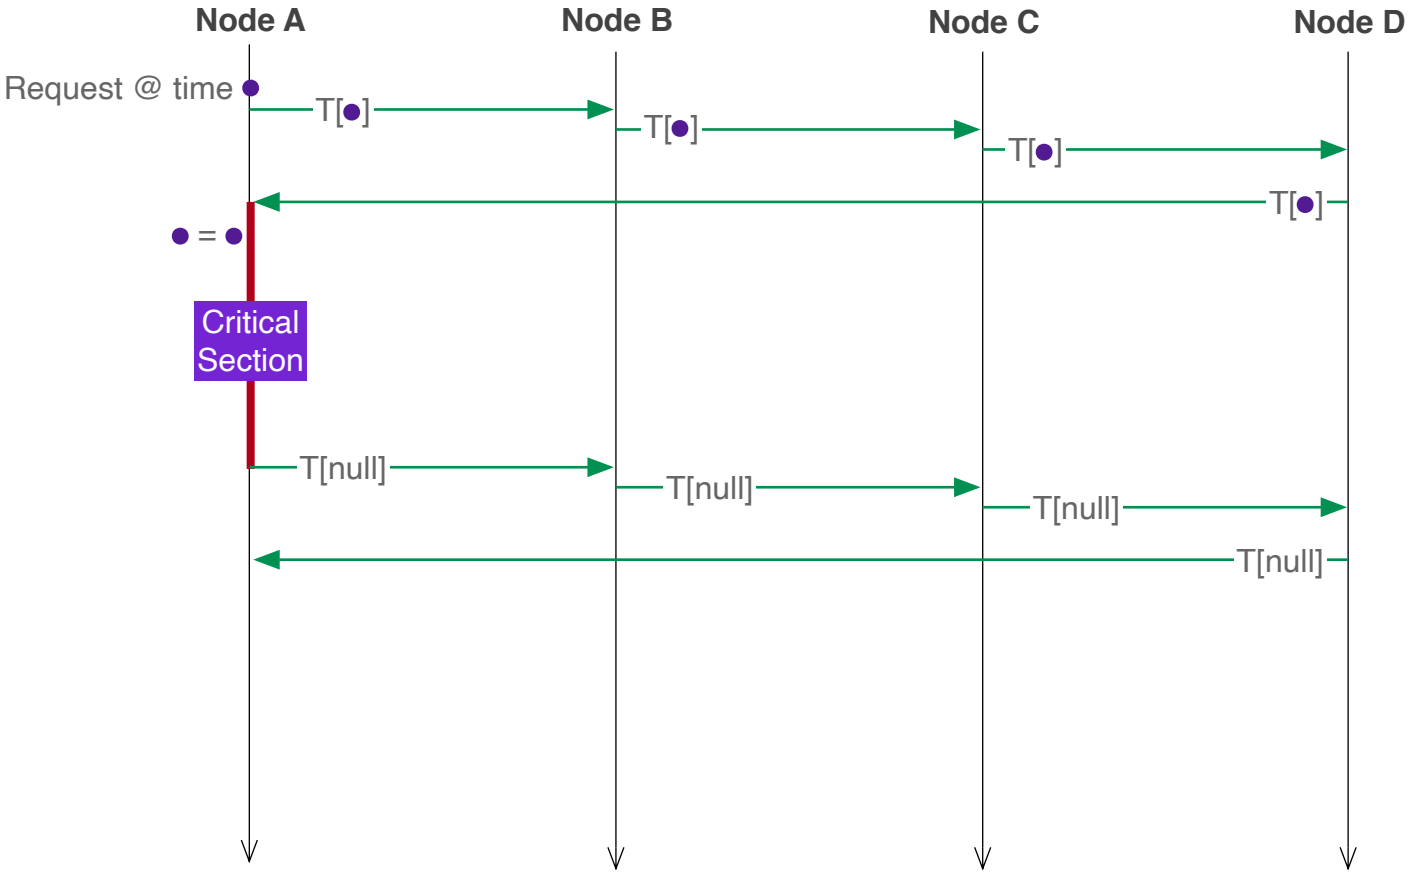 Node A
Node B
Node C
Node D
Request @ time ●
T[●]
T[●]
T[●]
T[●]
● = ●
Critical
Section
T[null]
T[null]
T[null]
T[null]